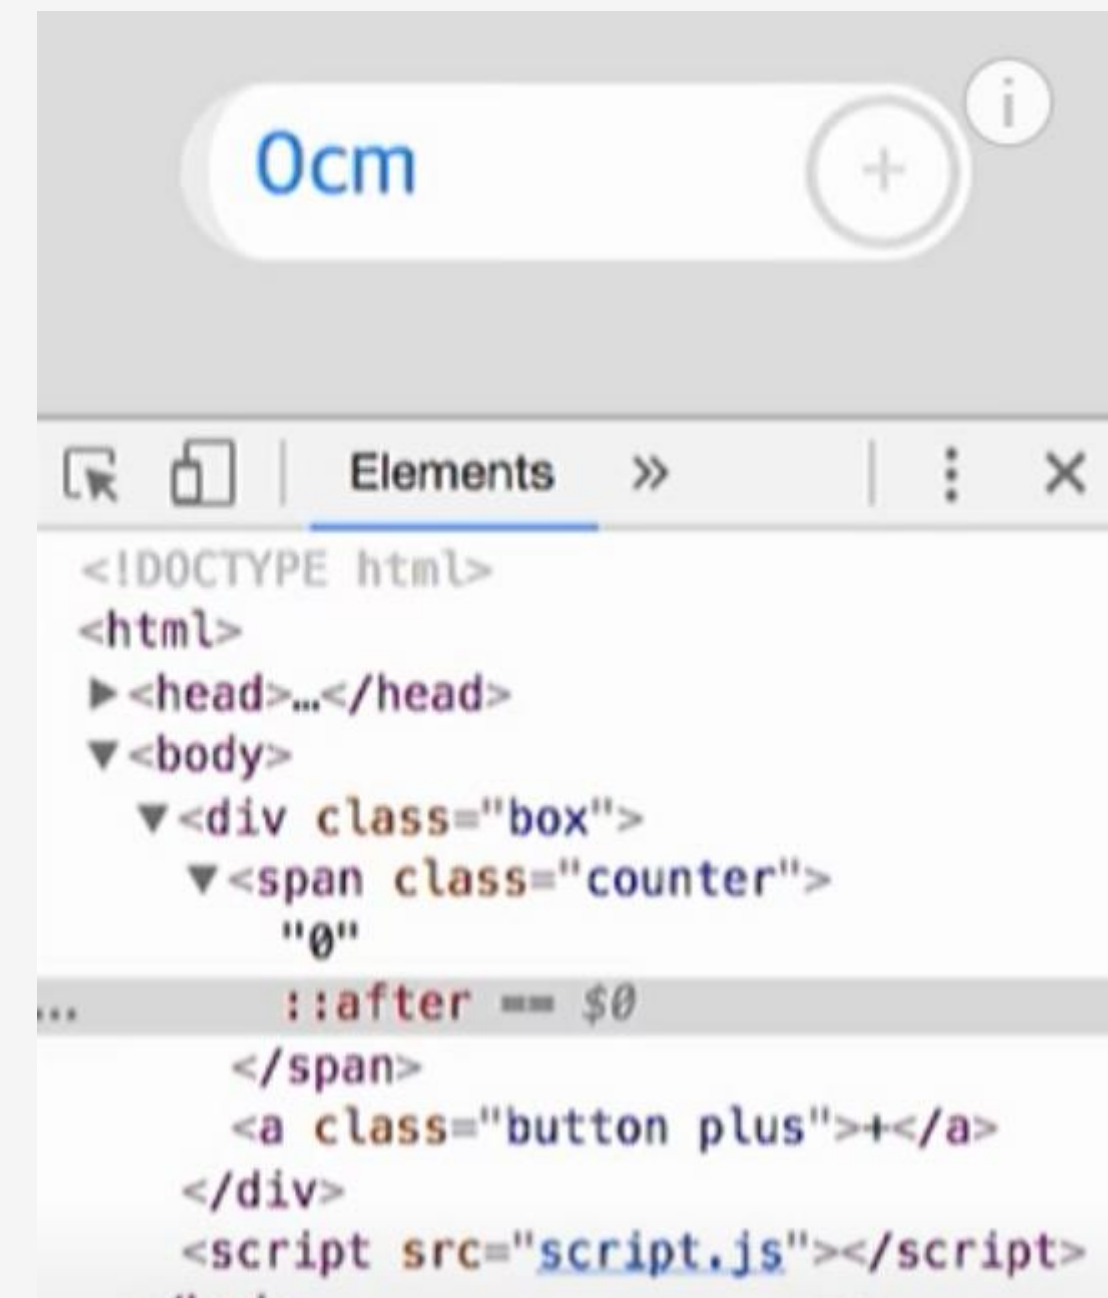 0cm
+
i
Elements »
<!DOCTYPE html>
<html>
▶<head>…</head>
▼<body>
▼<div class="box">
▼<span class="counter">
"0"
... ::after == $0
</span>
<a class="button plus">+</a>
</div>
<script src="script.js"></script>